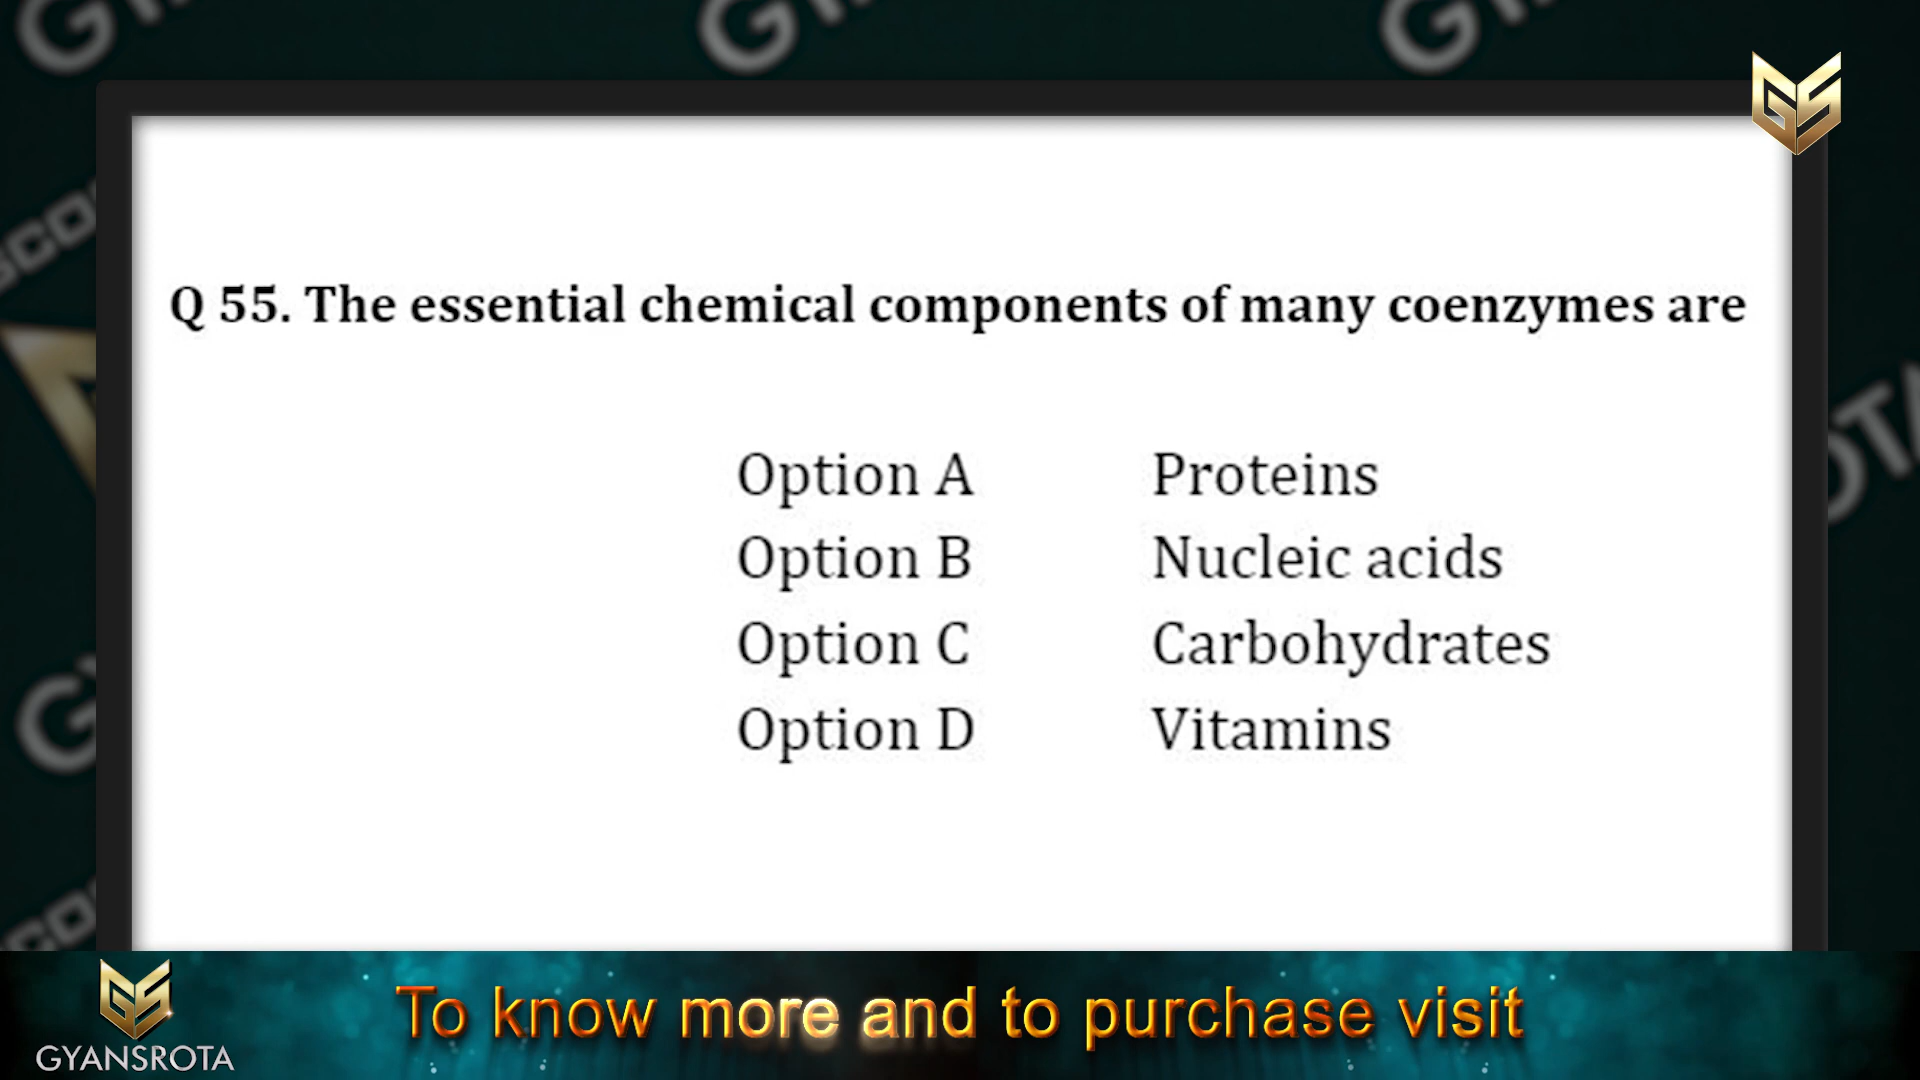 Q 55. The essential chemical components of many coenzymes are
Option A Proteins
Option B Nucleic acids
Option C Carbohydrates
Option D Vitamins
To know more and to purchase visit
GYANSROTA